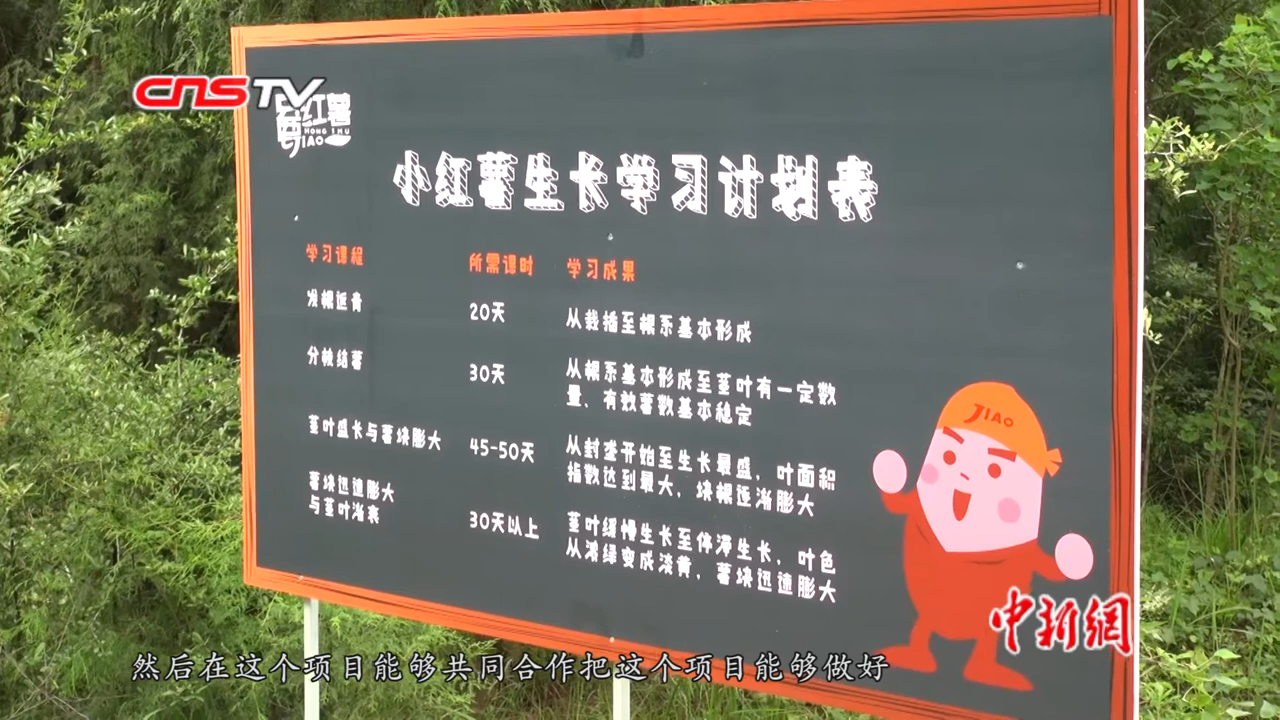 CNSTV
红薯
HONG SHU
JIAO
小红薯生长学习计划表
学习课程
所需课时
学习成果
发根返青
20天
从栽插至根系基本形成
分枝结薯
30天
从根系基本形成至茎叶有一定数
量、有效薯数基本稳定
茎叶盛长与薯块膨大
45-50天
从封垄开始至生长最盛,叶面积
指数达到最大,块根逐渐膨大
薯块迅速膨大
与茎叶渐衰
30天以上
茎叶缓慢生长至停滞生长,叶色
从浓绿变成淡黄,薯块迅速膨大
JIAO
中新網
然后在这个项目能够共同合作把这个项目能够做好